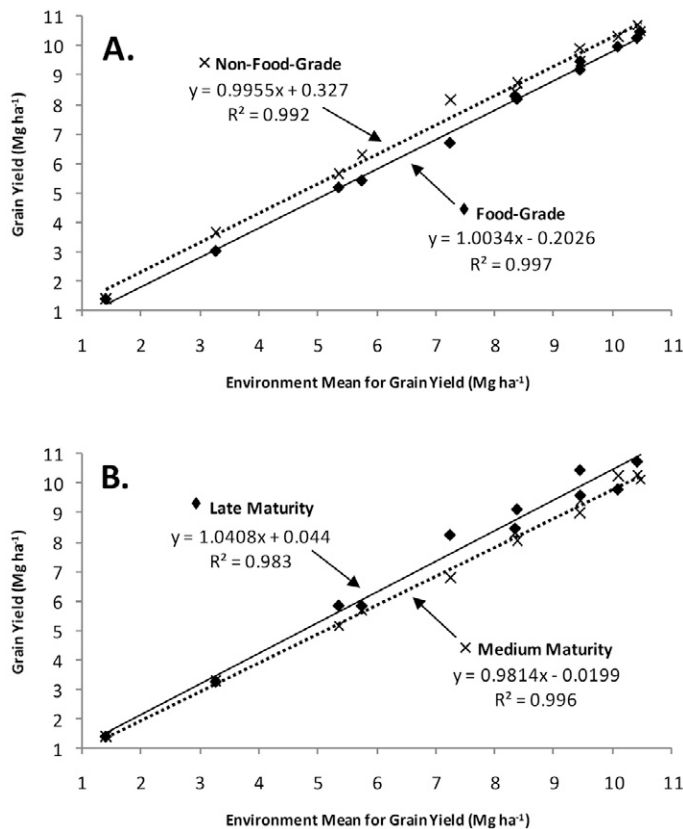 A.
Grain Yield (Mg ha⁻¹)
11
10
9
8
7
6
5
4
3
2
1
× Non-Food-Grade
y = 0.9955x + 0.327
R² = 0.992
♦ Food-Grade
y = 1.0034x - 0.2026
R² = 0.997
1 2 3 4 5 6 7 8 9 10 11
Environment Mean for Grain Yield (Mg ha⁻¹)
B.
Grain Yield (Mg ha⁻¹)
11
10
9
8
7
6
5
4
3
2
1
♦ Late Maturity
y = 1.0408x + 0.044
R² = 0.983
× Medium Maturity
y = 0.9814x - 0.0199
R² = 0.996
1 2 3 4 5 6 7 8 9 10 11
Environment Mean for Grain Yield (Mg ha⁻¹)